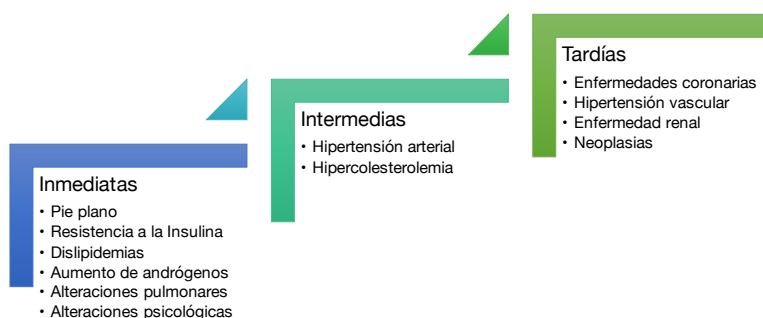 Inmediatas
• Pie plano
• Resistencia a la Insulina
• Dislipidemias
• Aumento de andrógenos
• Alteraciones pulmonares
• Alteraciones psicológicas
Intermedias
• Hipertensión arterial
• Hipercolesterolemia
Tardías
• Enfermedades coronarias
• Hipertensión vascular
• Enfermedad renal
• Neoplasias